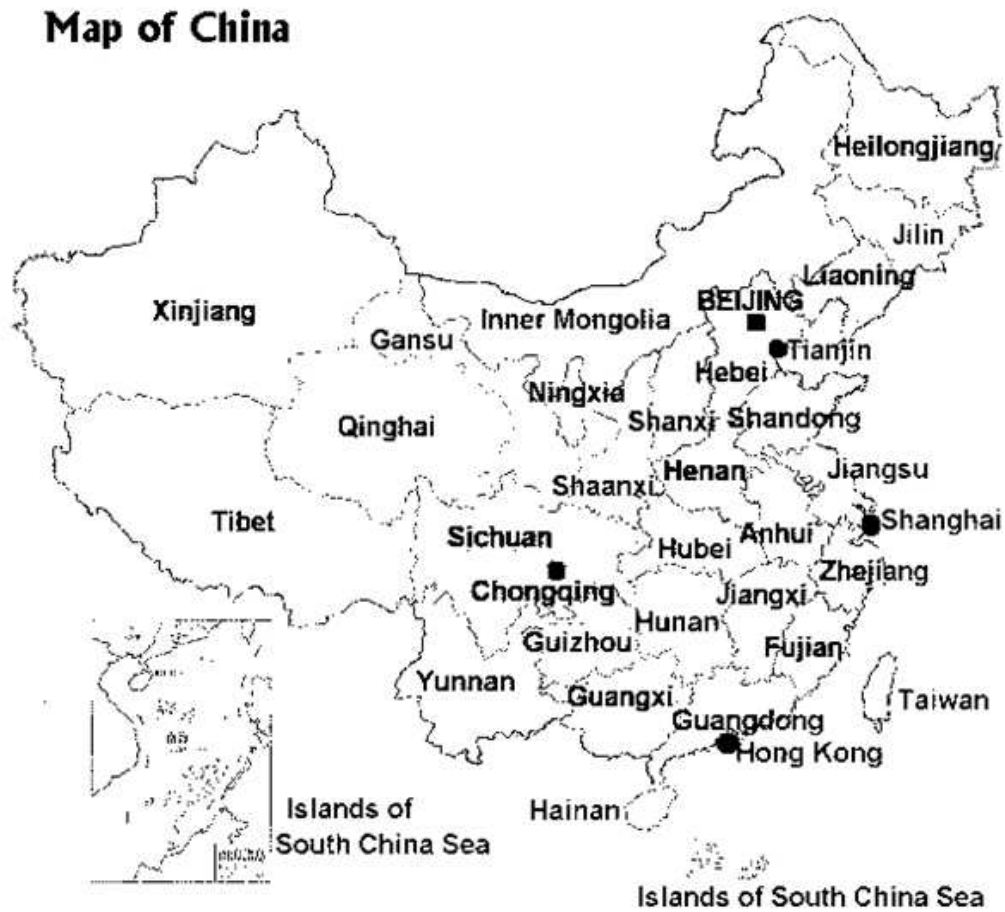 Map of China
Heilongjiang
Jilin
Liaoning
Xinjiang
BEIJING
Inner Mongolia
Gansu
Tianjin
Hebei
Ningxia
Qinghai
Shanxi
Shandong
Henan
Jiangsu
Shaanxi
Tibet
Shanghai
Sichuan
Anhui
Hubei
Zhejiang
Chongqing
Jiangxi
Hunan
Guizhou
Fujian
Yunnan
Guangxi
Taiwan
Guangdong
Hong Kong
Hainan
Islands of
South China Sea
Islands of South China Sea